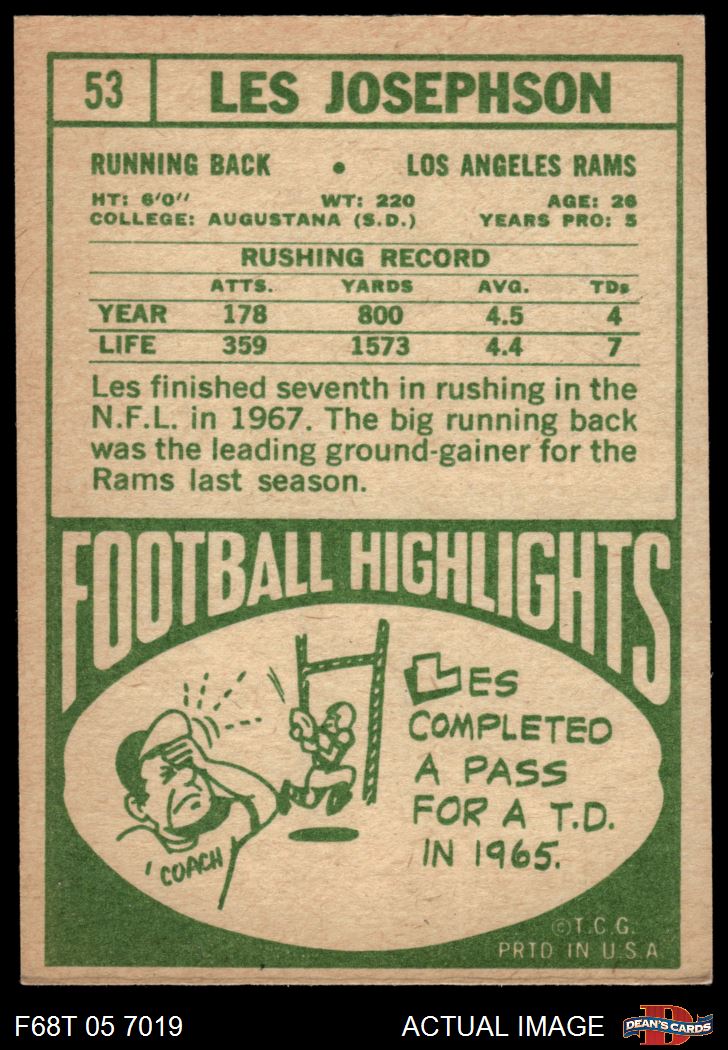 53 LES JOSEPHSON
RUNNING BACK • LOS ANGELES RAMS
HT: 6'0" WT: 220 AGE: 26
COLLEGE: AUGUSTANA (S.D.) YEARS PRO: 5
RUSHING RECORD
ATTS. YARDS AVG. TDs
YEAR 178 800 4.5 4
LIFE 359 1573 4.4 7
Les finished seventh in rushing in the
N.F.L. in 1967. The big running back
was the leading ground-gainer for the
Rams last season.
FOOTBALL HIGHLIGHTS
LES
COMPLETED
A PASS
FOR A T.D.
IN 1965.
COACH
©T.C.G.
PRTD IN U.S.A
F68T 05 7019 ACTUAL IMAGE D DEAN'S CARDS